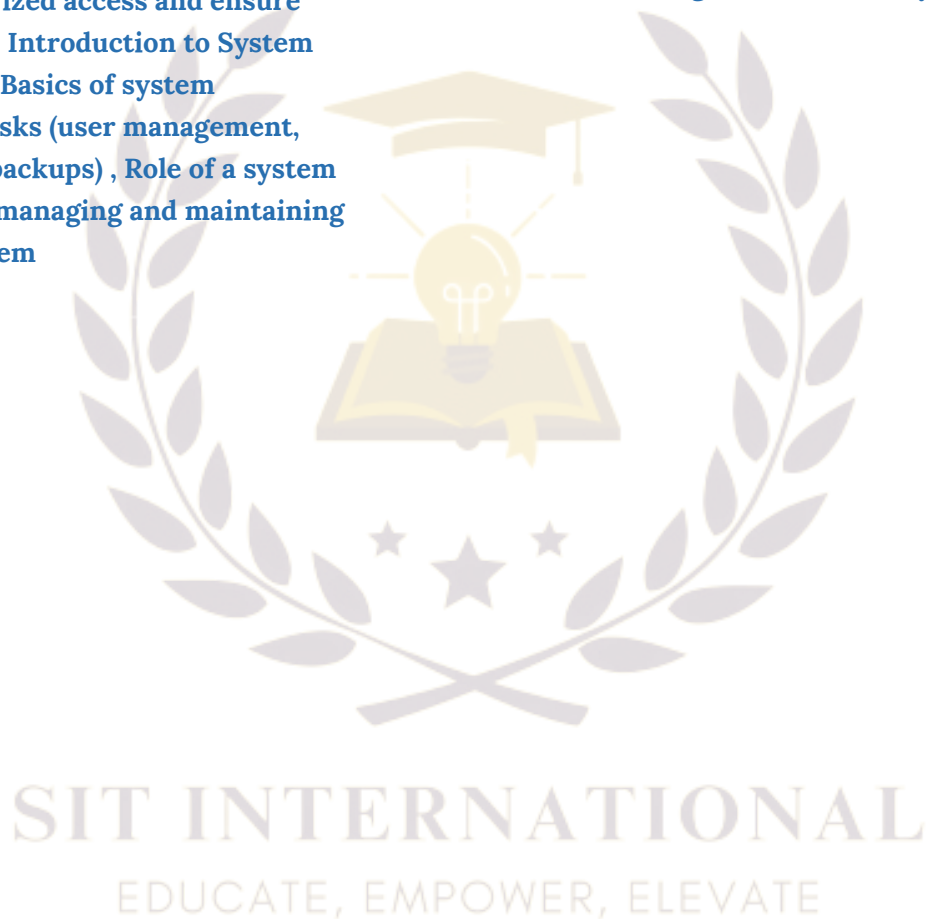 ized access and ensure
Introduction to System
Basics of system
sks (user management,
backups) , Role of a system
managing and maintaining
em
SIT INTERNATIONAL
EDUCATE, EMPOWER, ELEVATE